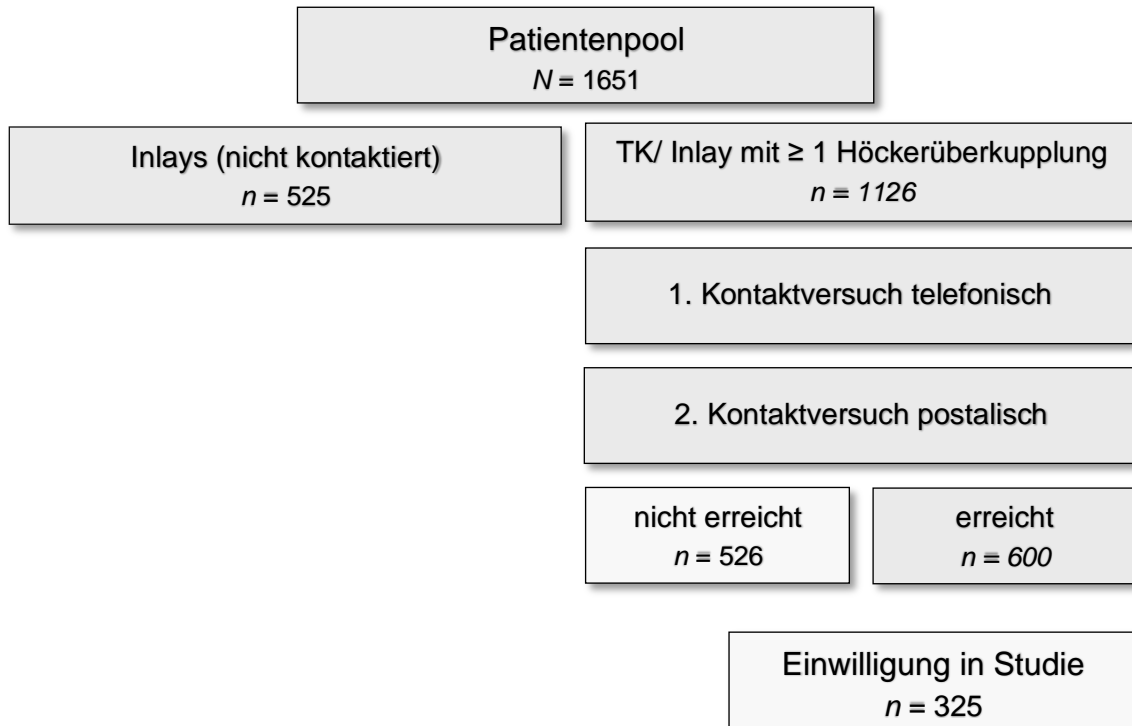 Patientenpool
N = 1651
Inlays (nicht kontaktiert)
n = 525
TK/ Inlay mit ≥ 1 Höckerüberkupplung
n = 1126
1. Kontaktversuch telefonisch
2. Kontaktversuch postalisch
nicht erreicht
n = 526
erreicht
n = 600
Einwilligung in Studie
n = 325